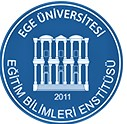 EGE ÜNİVERSİTESİ
2011
EĞİTİM BİLİMLERİ ENSTİTÜSÜ